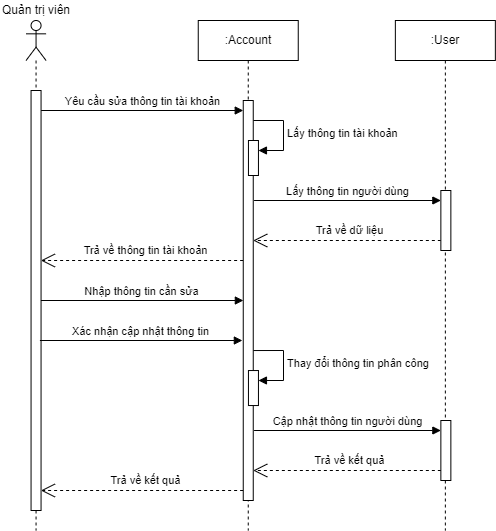 Quản trị viên
:Account
:User
Yêu cầu sửa thông tin tài khoản
Lấy thông tin tài khoản
Lấy thông tin người dùng
Trả về dữ liệu
Trả về thông tin tài khoản
Nhập thông tin cần sửa
Xác nhận cập nhật thông tin
Thay đổi thông tin phân công
Cập nhật thông tin người dùng
Trả về kết quả
Trả về kết quả